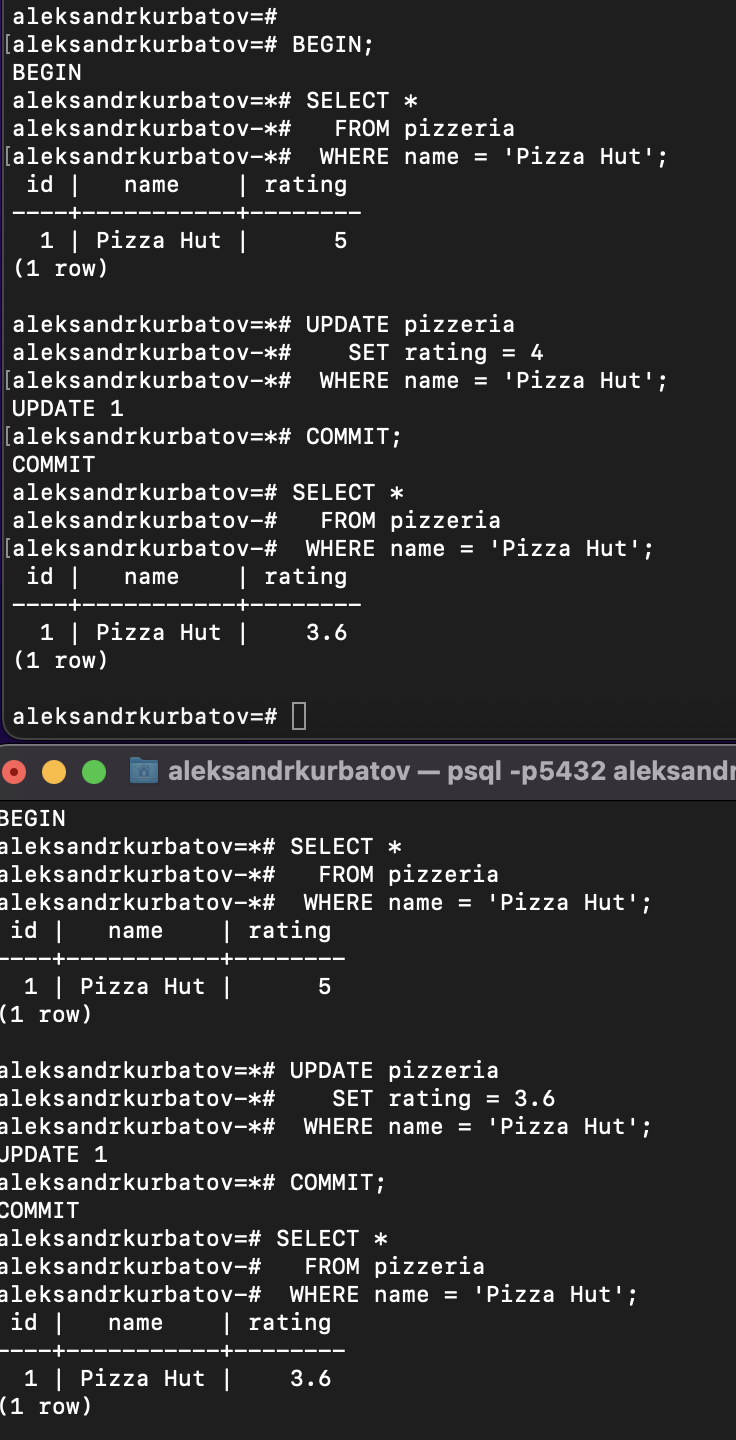 aleksandrkurbatov=#
[aleksandrkurbatov=# BEGIN;
BEGIN
aleksandrkurbatov=*# SELECT *
aleksandrkurbatov-*#   FROM pizzeria
[aleksandrkurbatov-*#  WHERE name = 'Pizza Hut';
 id |   name    | rating
----+-----------+--------
  1 | Pizza Hut |      5
(1 row)

aleksandrkurbatov=*# UPDATE pizzeria
aleksandrkurbatov-*#    SET rating = 4
[aleksandrkurbatov-*#  WHERE name = 'Pizza Hut';
UPDATE 1
[aleksandrkurbatov=*# COMMIT;
COMMIT
aleksandrkurbatov=# SELECT *
aleksandrkurbatov-#   FROM pizzeria
[aleksandrkurbatov-#  WHERE name = 'Pizza Hut';
 id |   name    | rating
----+-----------+--------
  1 | Pizza Hut |    3.6
(1 row)

aleksandrkurbatov=#
aleksandrkurbatov — psql -p5432 aleksandr
BEGIN
aleksandrkurbatov=*# SELECT *
aleksandrkurbatov-*#   FROM pizzeria
aleksandrkurbatov-*#  WHERE name = 'Pizza Hut';
 id |   name    | rating
----+-----------+--------
  1 | Pizza Hut |      5
(1 row)

aleksandrkurbatov=*# UPDATE pizzeria
aleksandrkurbatov-*#    SET rating = 3.6
aleksandrkurbatov-*#  WHERE name = 'Pizza Hut';
UPDATE 1
aleksandrkurbatov=*# COMMIT;
COMMIT
aleksandrkurbatov=# SELECT *
aleksandrkurbatov-#   FROM pizzeria
aleksandrkurbatov-#  WHERE name = 'Pizza Hut';
 id |   name    | rating
----+-----------+--------
  1 | Pizza Hut |    3.6
(1 row)